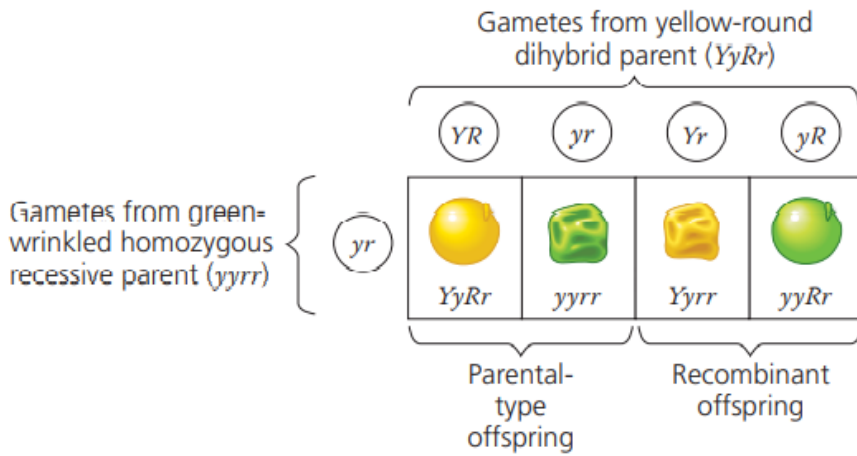 Gametes from yellow-round
dihybrid parent (YyRr)
YR yr Yr yR
Gametes from green-
wrinkled homozygous
recessive parent (yyrr)
yr
YyRr yyrr Yyrr yyRr
Parental-
type
offspring
Recombinant
offspring